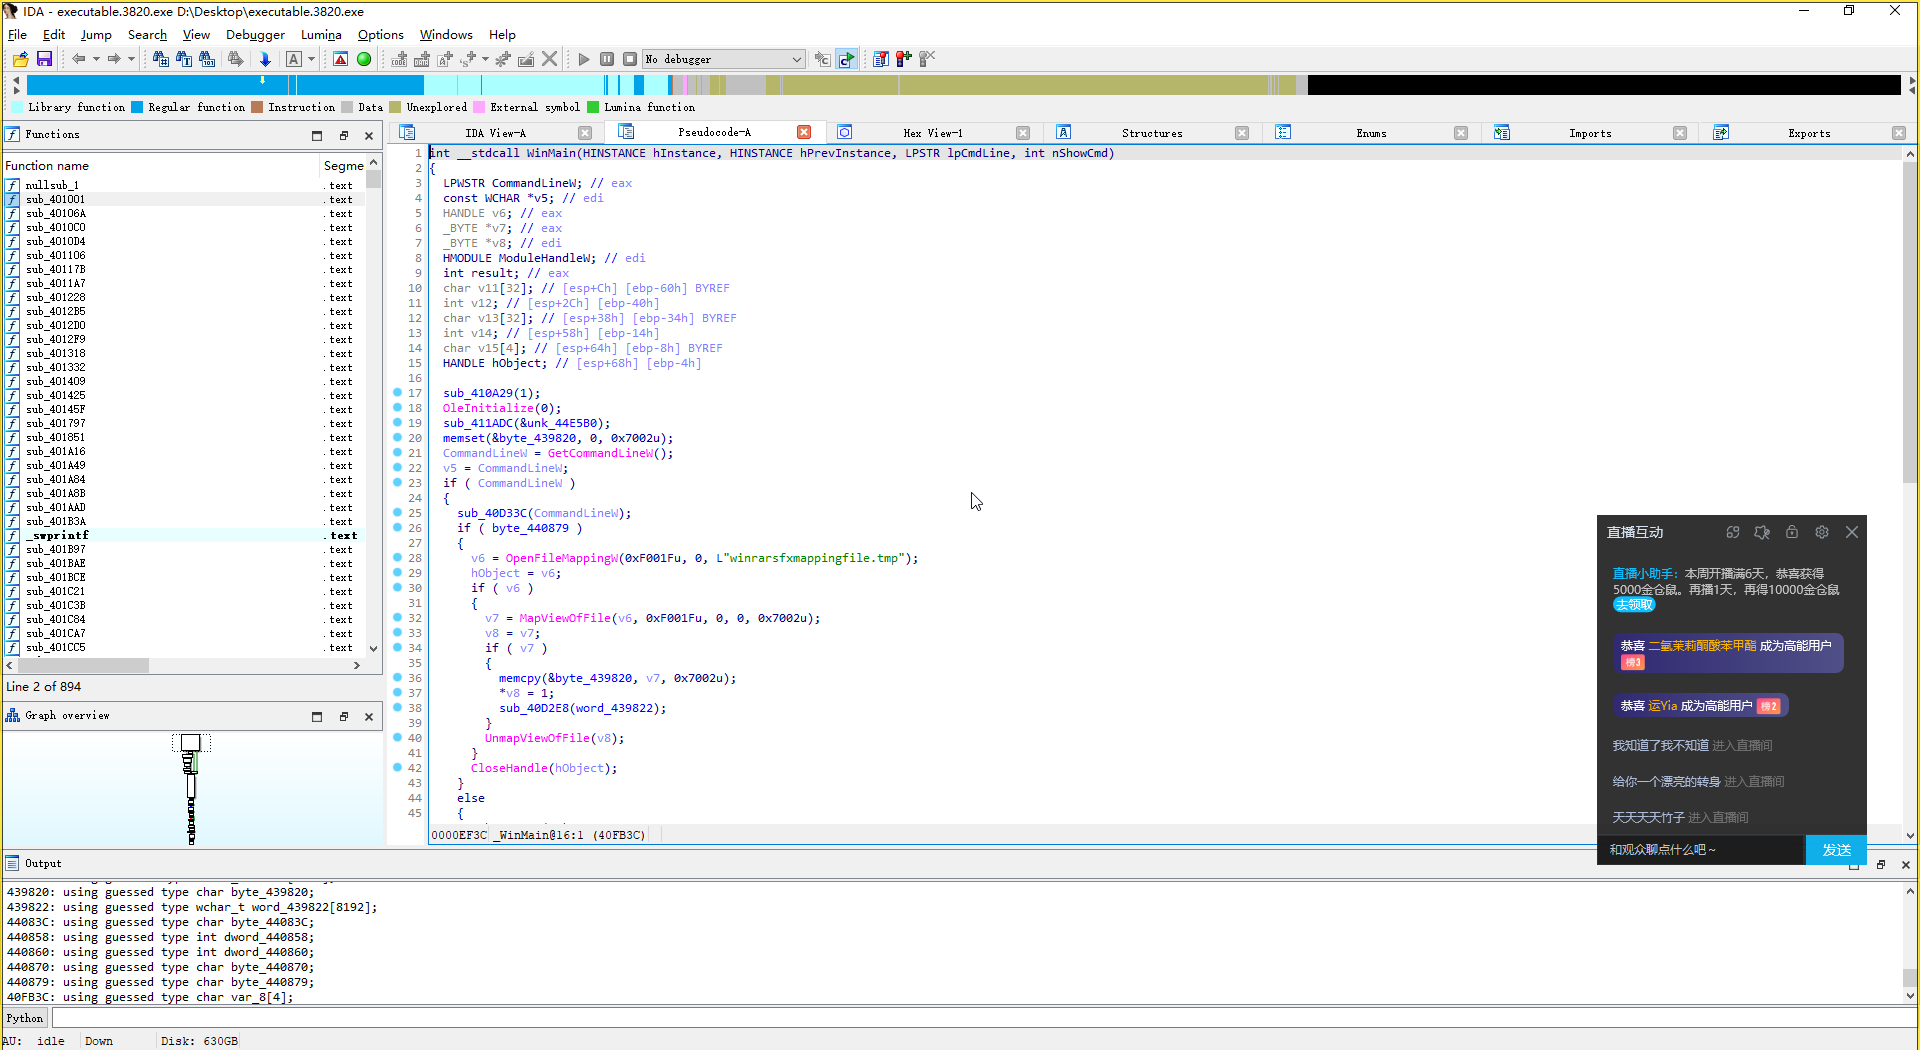 IDA - executable.3820.exe D:\Desktop\executable.3820.exe
File Edit Jump Search View Debugger Lumina Options Windows Help
No debugger
Library function Regular function Instruction Data Unexplored External symbol Lumina function
Functions
Function name Segme
nullsub_1 .text
sub_401001 .text
sub_40106A .text
sub_4010C0 .text
sub_4010D4 .text
sub_401106 .text
sub_40117B .text
sub_4011A7 .text
sub_401228 .text
sub_4012B5 .text
sub_4012D0 .text
sub_4012F9 .text
sub_401318 .text
sub_401332 .text
sub_401409 .text
sub_401425 .text
sub_40145F .text
sub_401797 .text
sub_401851 .text
sub_401A16 .text
sub_401A49 .text
sub_401A84 .text
sub_401A8B .text
sub_401AAD .text
sub_401B3A .text
_swprintf .text
sub_401B97 .text
sub_401BAE .text
sub_401BCE .text
sub_401C21 .text
sub_401C3B .text
sub_401C84 .text
sub_401CA7 .text
sub_401CC5 .text
Line 2 of 894
Graph overview
IDA View-A Pseudocode-A Hex View-1 Structures Enums Imports Exports
1 int __stdcall WinMain(HINSTANCE hInstance, HINSTANCE hPrevInstance, LPSTR lpCmdLine, int nShowCmd)
2 {
3 LPWSTR CommandLineW; // eax
4 const WCHAR *v5; // edi
5 HANDLE v6; // eax
6 _BYTE *v7; // eax
7 _BYTE *v8; // edi
8 HMODULE ModuleHandleW; // edi
9 int result; // eax
10 char v11[32]; // [esp+Ch] [ebp-60h] BYREF
11 int v12; // [esp+2Ch] [ebp-40h]
12 char v13[32]; // [esp+38h] [ebp-34h] BYREF
13 int v14; // [esp+58h] [ebp-14h]
14 char v15[4]; // [esp+64h] [ebp-8h] BYREF
15 HANDLE hObject; // [esp+68h] [ebp-4h]
16
17 sub_410A29(1);
18 OleInitialize(0);
19 sub_411ADC(&unk_44E5B0);
20 memset(&byte_439820, 0, 0x7002u);
21 CommandLineW = GetCommandLineW();
22 v5 = CommandLineW;
23 if ( CommandLineW )
24 {
25 sub_40D33C(CommandLineW);
26 if ( byte_440879 )
27 {
28 v6 = OpenFileMappingW(0xF001Fu, 0, L"winrarsfxmappingfile.tmp");
29 hObject = v6;
30 if ( v6 )
31 {
32 v7 = MapViewOfFile(v6, 0xF001Fu, 0, 0, 0x7002u);
33 v8 = v7;
34 if ( v7 )
35 {
36 memcpy(&byte_439820, v7, 0x7002u);
37 *v8 = 1;
38 sub_40D2E8(word_439822);
39 }
40 UnmapViewOfFile(v8);
41 }
42 CloseHandle(hObject);
43 }
44 else
45 {
0000EF3C _WinMain@16:1 (40FB3C)
直播互动
直播小助手：本周开播满6天，恭喜获得
5000金仓鼠。再播1天，再得10000金仓鼠
去领取
恭喜 二氢茉莉酮酸苯甲酯 成为高能用户
榜3
恭喜 运Yia 成为高能用户 榜2
我知道了我不知道 进入直播间
给你一个漂亮的转身 进入直播间
天天天天竹子 进入直播间
和观众聊点什么吧~ 发送
Output
439820: using guessed type char byte_439820;
439822: using guessed type wchar_t word_439822[8192];
44083C: using guessed type char byte_44083C;
440858: using guessed type int dword_440858;
440860: using guessed type int dword_440860;
440870: using guessed type char byte_440870;
440879: using guessed type char byte_440879;
40FB3C: using guessed type char var_8[4];
Python
AU: idle Down Disk: 630GB